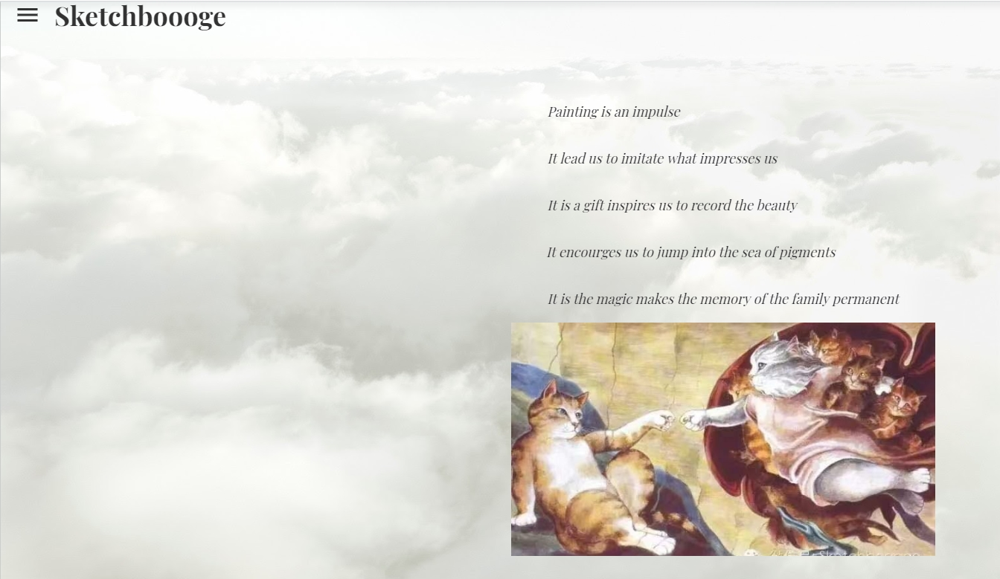 Sketchboooge
Painting is an impulse
It lead us to imitate what impresses us
It is a gift inspires us to record the beauty
It encourges us to jump into the sea of pigments
It is the magic makes the memory of the family permanent